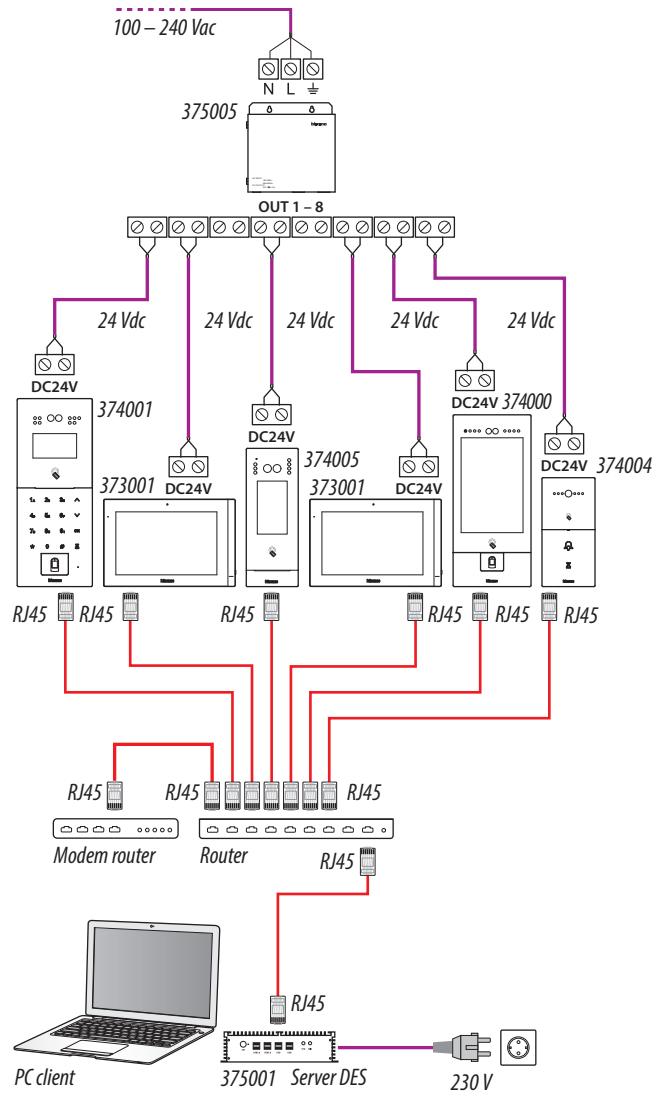 100 – 240 Vac
N L
375005
bticino
OUT 1 – 8
24 Vdc 24 Vdc 24 Vdc 24 Vdc 24 Vdc
DC24V
374001
DC24V 374000
DC24V
DC24V 374004
373001 DC24V
374005
373001 DC24V
RJ45 RJ45 RJ45 RJ45 RJ45 RJ45
RJ45 RJ45 RJ45
Modem router Router
RJ45
RJ45
PC client 375001 Server DES 230 V